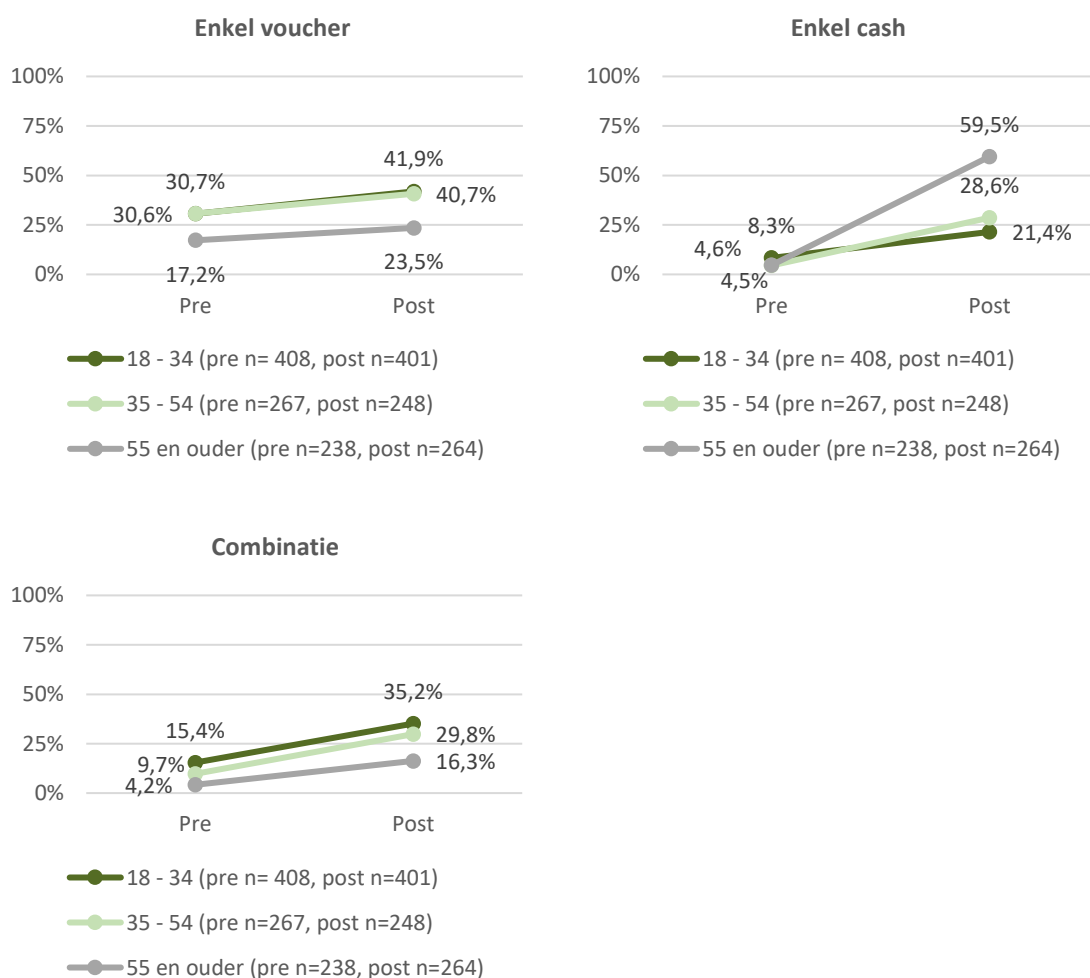 Enkel voucher
100%
75%
50%
25%
0%
30,7%
41,9%
30,6%
40,7%
17,2%
23,5%
Pre
Post
18 - 34 (pre n= 408, post n=401)
35 - 54 (pre n=267, post n=248)
55 en ouder (pre n=238, post n=264)
Enkel cash
100%
75%
50%
25%
0%
59,5%
28,6%
8,3%
4,6%
21,4%
4,5%
Pre
Post
18 - 34 (pre n= 408, post n=401)
35 - 54 (pre n=267, post n=248)
55 en ouder (pre n=238, post n=264)
Combinatie
100%
75%
50%
25%
0%
35,2%
15,4%
29,8%
9,7%
16,3%
4,2%
Pre
Post
18 - 34 (pre n= 408, post n=401)
35 - 54 (pre n=267, post n=248)
55 en ouder (pre n=238, post n=264)